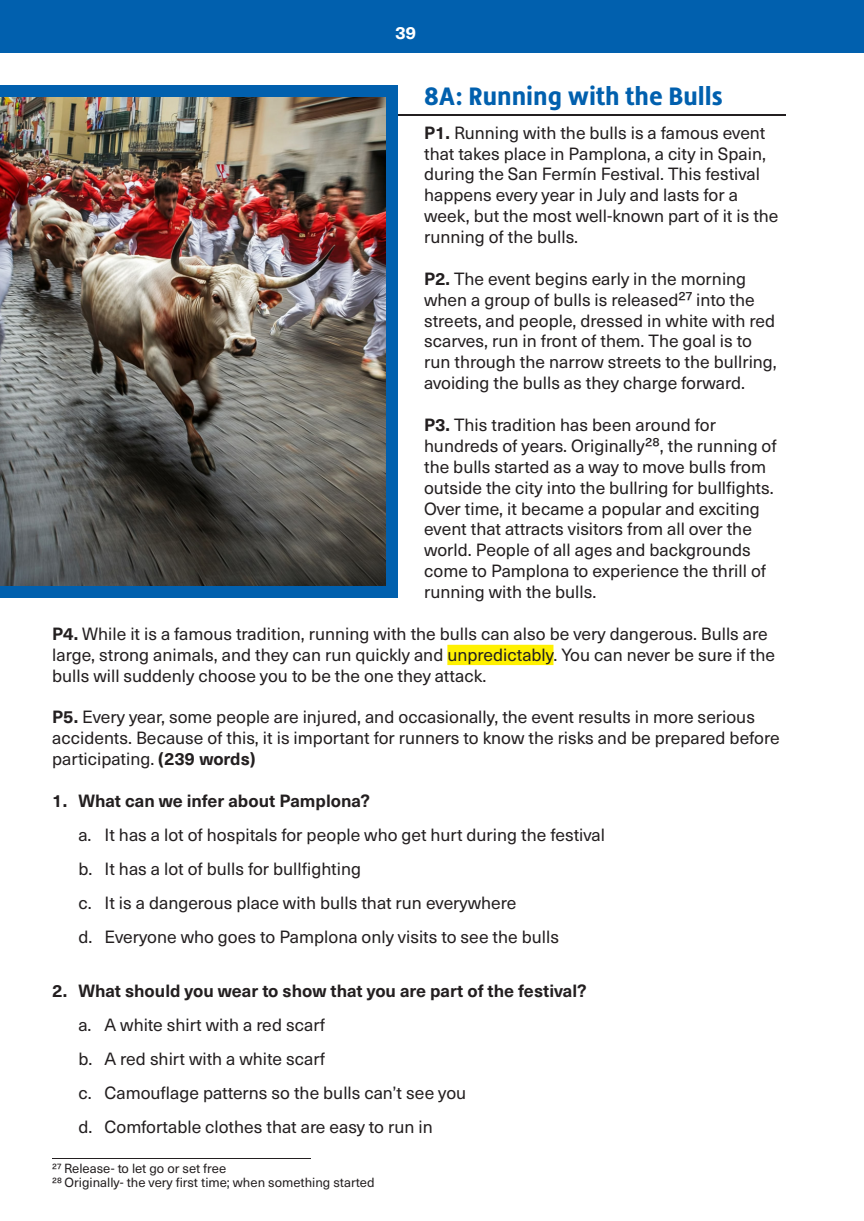 39
8A: Running with the Bulls
P1. Running with the bulls is a famous event
that takes place in Pamplona, a city in Spain,
during the San Fermín Festival. This festival
happens every year in July and lasts for a
week, but the most well-known part of it is the
running of the bulls.
P2. The event begins early in the morning
when a group of bulls is released²⁷ into the
streets, and people, dressed in white with red
scarves, run in front of them. The goal is to
run through the narrow streets to the bullring,
avoiding the bulls as they charge forward.
P3. This tradition has been around for
hundreds of years. Originally²⁸, the running of
the bulls started as a way to move bulls from
outside the city into the bullring for bullfights.
Over time, it became a popular and exciting
event that attracts visitors from all over the
world. People of all ages and backgrounds
come to Pamplona to experience the thrill of
running with the bulls.
P4. While it is a famous tradition, running with the bulls can also be very dangerous. Bulls are
large, strong animals, and they can run quickly and unpredictably. You can never be sure if the
bulls will suddenly choose you to be the one they attack.
P5. Every year, some people are injured, and occasionally, the event results in more serious
accidents. Because of this, it is important for runners to know the risks and be prepared before
participating. (239 words)
1. What can we infer about Pamplona?
a. It has a lot of hospitals for people who get hurt during the festival
b. It has a lot of bulls for bullfighting
c. It is a dangerous place with bulls that run everywhere
d. Everyone who goes to Pamplona only visits to see the bulls
2. What should you wear to show that you are part of the festival?
a. A white shirt with a red scarf
b. A red shirt with a white scarf
c. Camouflage patterns so the bulls can't see you
d. Comfortable clothes that are easy to run in
²⁷ Release- to let go or set free
²⁸ Originally- the very first time; when something started